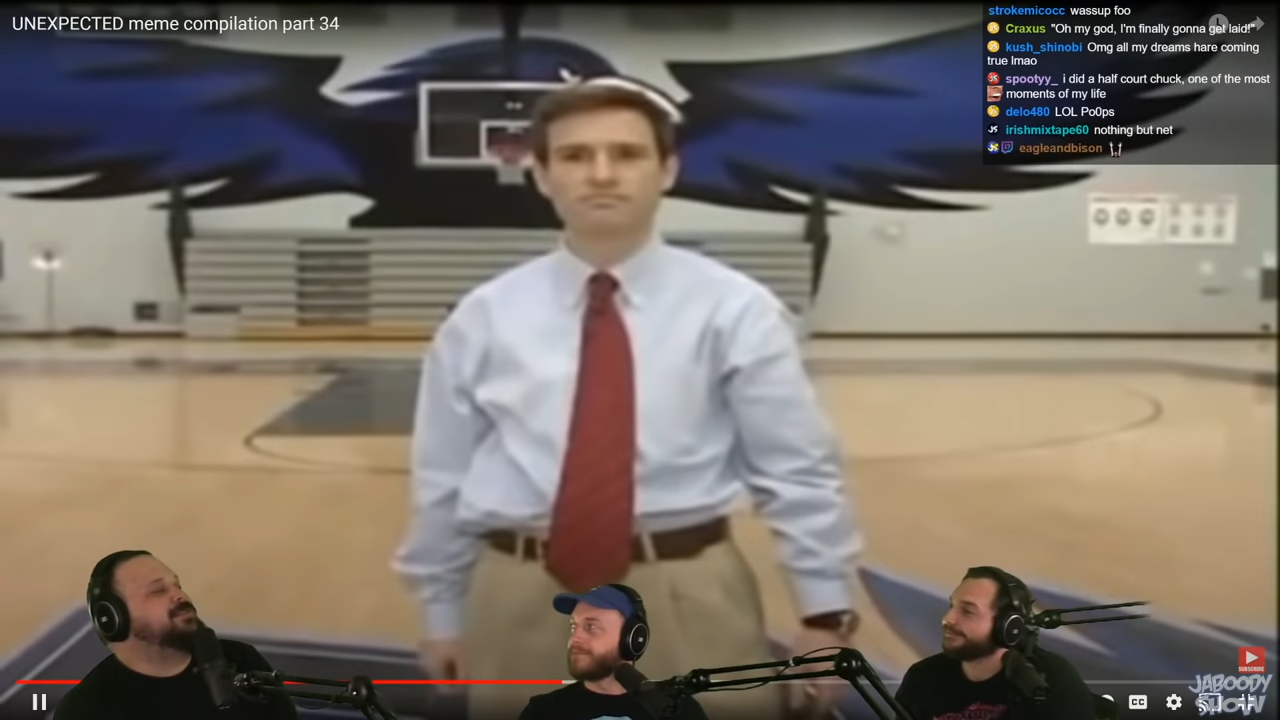 UNEXPECTED meme compilation part 34
strokemicocc wassup foo
Craxus "Oh my god, I'm finally gonna get laid!"
kush_shinobi Omg all my dreams hare coming
true lmao
spootyy_ i did a half court chuck, one of the most
moments of my life
delo480 LOL Po0ps
irishmixtape60 nothing but net
eagleandbison
SUBSCRIBE
JABOODY
SHOW
CC